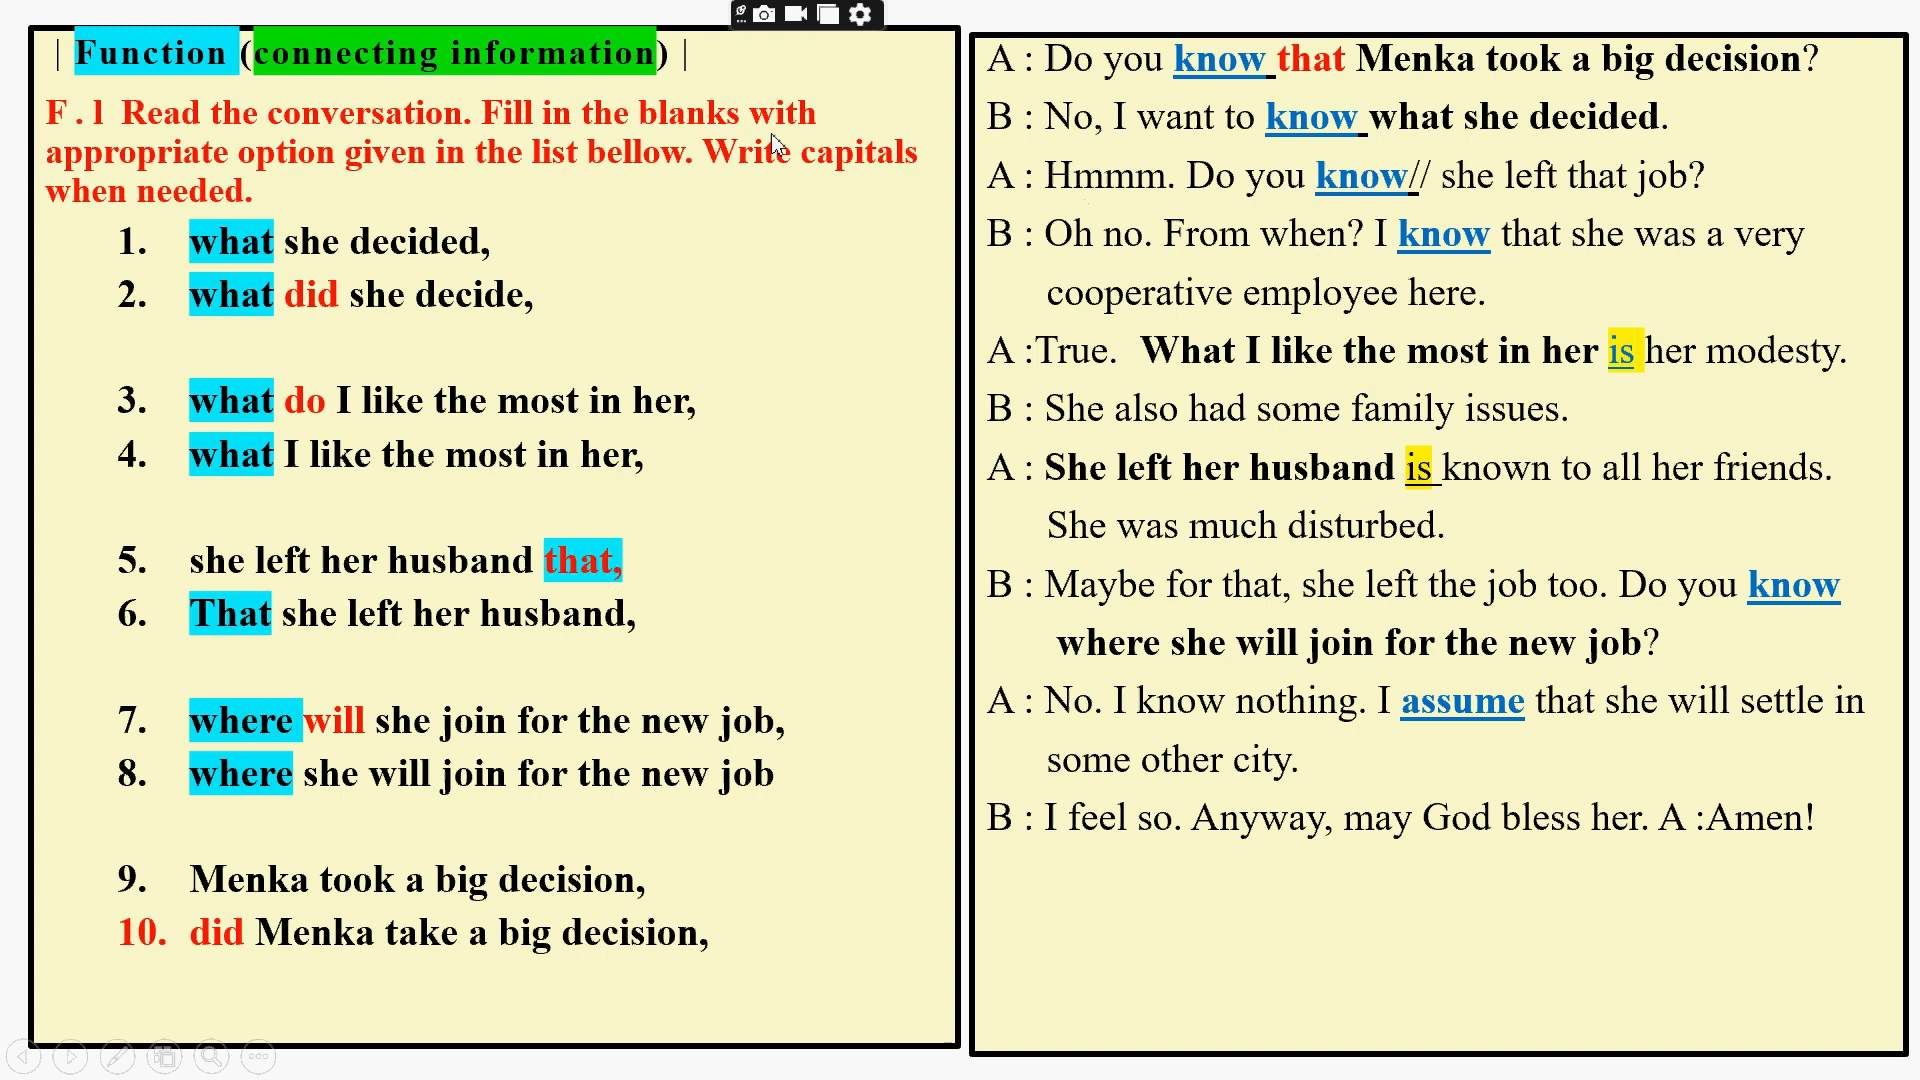 | Function (connecting information) |
F . l Read the conversation. Fill in the blanks with
appropriate option given in the list bellow. Write capitals
when needed.
1. what she decided,
2. what did she decide,
3. what do I like the most in her,
4. what I like the most in her,
5. she left her husband that,
6. That she left her husband,
7. where will she join for the new job,
8. where she will join for the new job
9. Menka took a big decision,
10. did Menka take a big decision,
A : Do you know that Menka took a big decision?
B : No, I want to know what she decided.
A : Hmmm. Do you know// she left that job?
B : Oh no. From when? I know that she was a very
cooperative employee here.
A :True. What I like the most in her is her modesty.
B : She also had some family issues.
A : She left her husband is known to all her friends.
She was much disturbed.
B : Maybe for that, she left the job too. Do you know
where she will join for the new job?
A : No. I know nothing. I assume that she will settle in
some other city.
B : I feel so. Anyway, may God bless her. A :Amen!